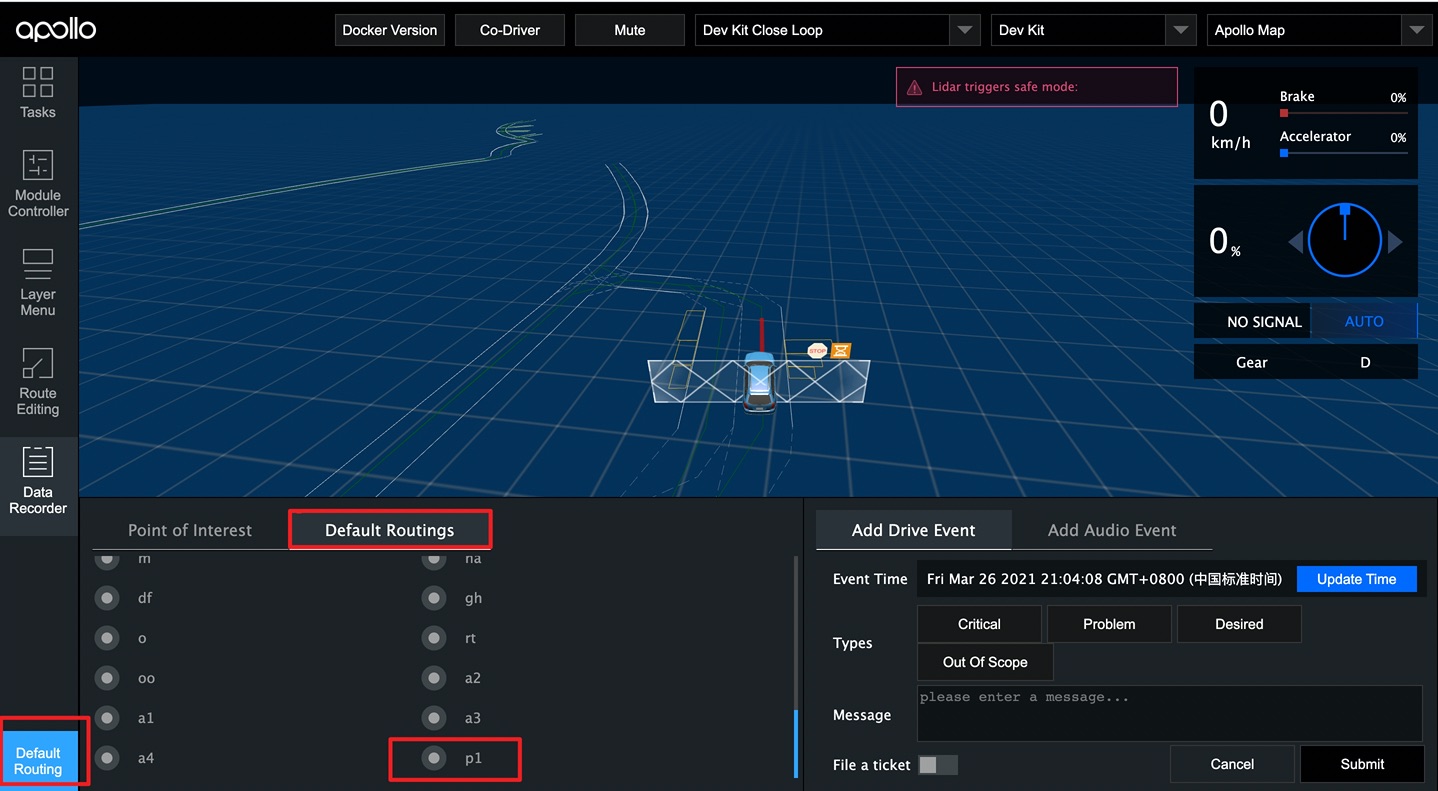 apollo
Docker Version
Co-Driver
Mute
Dev Kit Close Loop
Dev Kit
Apollo Map
Tasks
Module
Controller
Layer
Menu
Route
Editing
Data
Recorder
Default
Routing
Lidar triggers safe mode:
0
km/h
Brake
0%
Accelerator
0%
0 %
NO SIGNAL
AUTO
Gear
D
STOP
Point of Interest
Default Routings
m
na
df
gh
o
rt
oo
a2
a1
a3
a4
p1
Add Drive Event
Add Audio Event
Event Time
Fri Mar 26 2021 21:04:08 GMT+0800 (中国标准时间)
Update Time
Types
Critical
Problem
Desired
Out Of Scope
Message
please enter a message...
File a ticket
Cancel
Submit